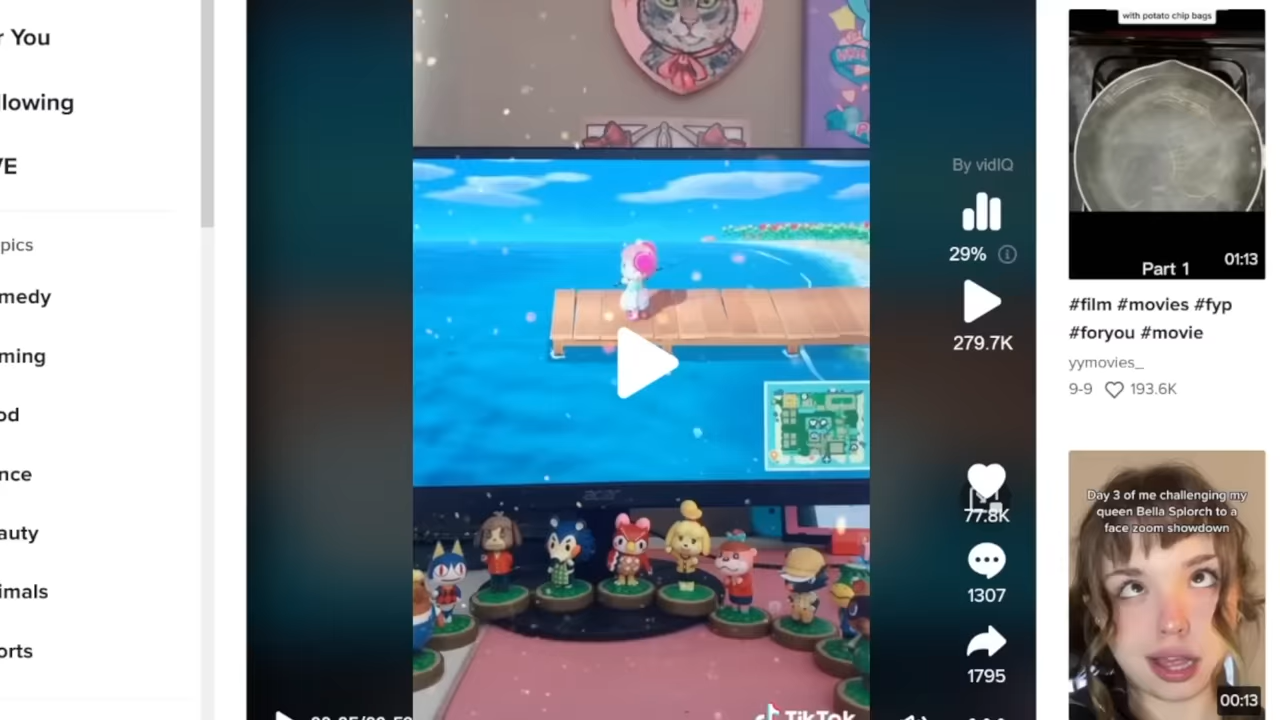 r You
llowing
VE
pics
medy
ming
od
nce
auty
imals
orts
acer
By vidIQ
29%
279.7K
77.8K
1307
1795
TikTok
with potato chip bags
Part 1
01:13
#film #movies #fyp
#foryou #movie
yymovies_
9-9 193.6K
Day 3 of me challenging my
queen Bella Splorch to a
face zoom showdown
00:13